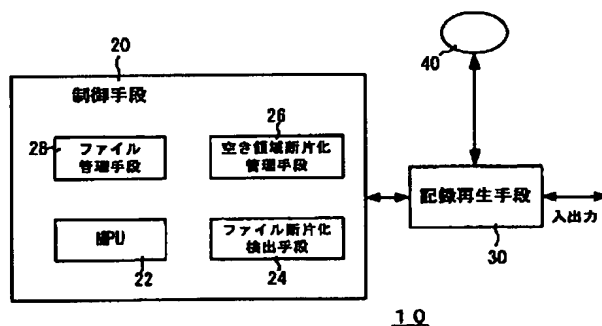 20
40
制御手段
26
28
ファイル
管理手段
空き領域断片化
管理手段
記録再生手段
入出力
MPU
ファイル断片化
検出手段
22
24
30
10